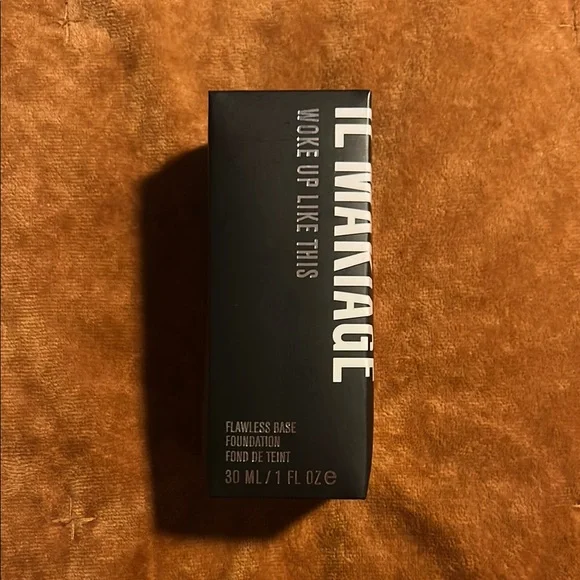 IL MAKIAGE
WOKE UP LIKE THIS
FLAWLESS BASE
FOUNDATION
FOND DE TEINT
30 ML / 1 FL OZ e